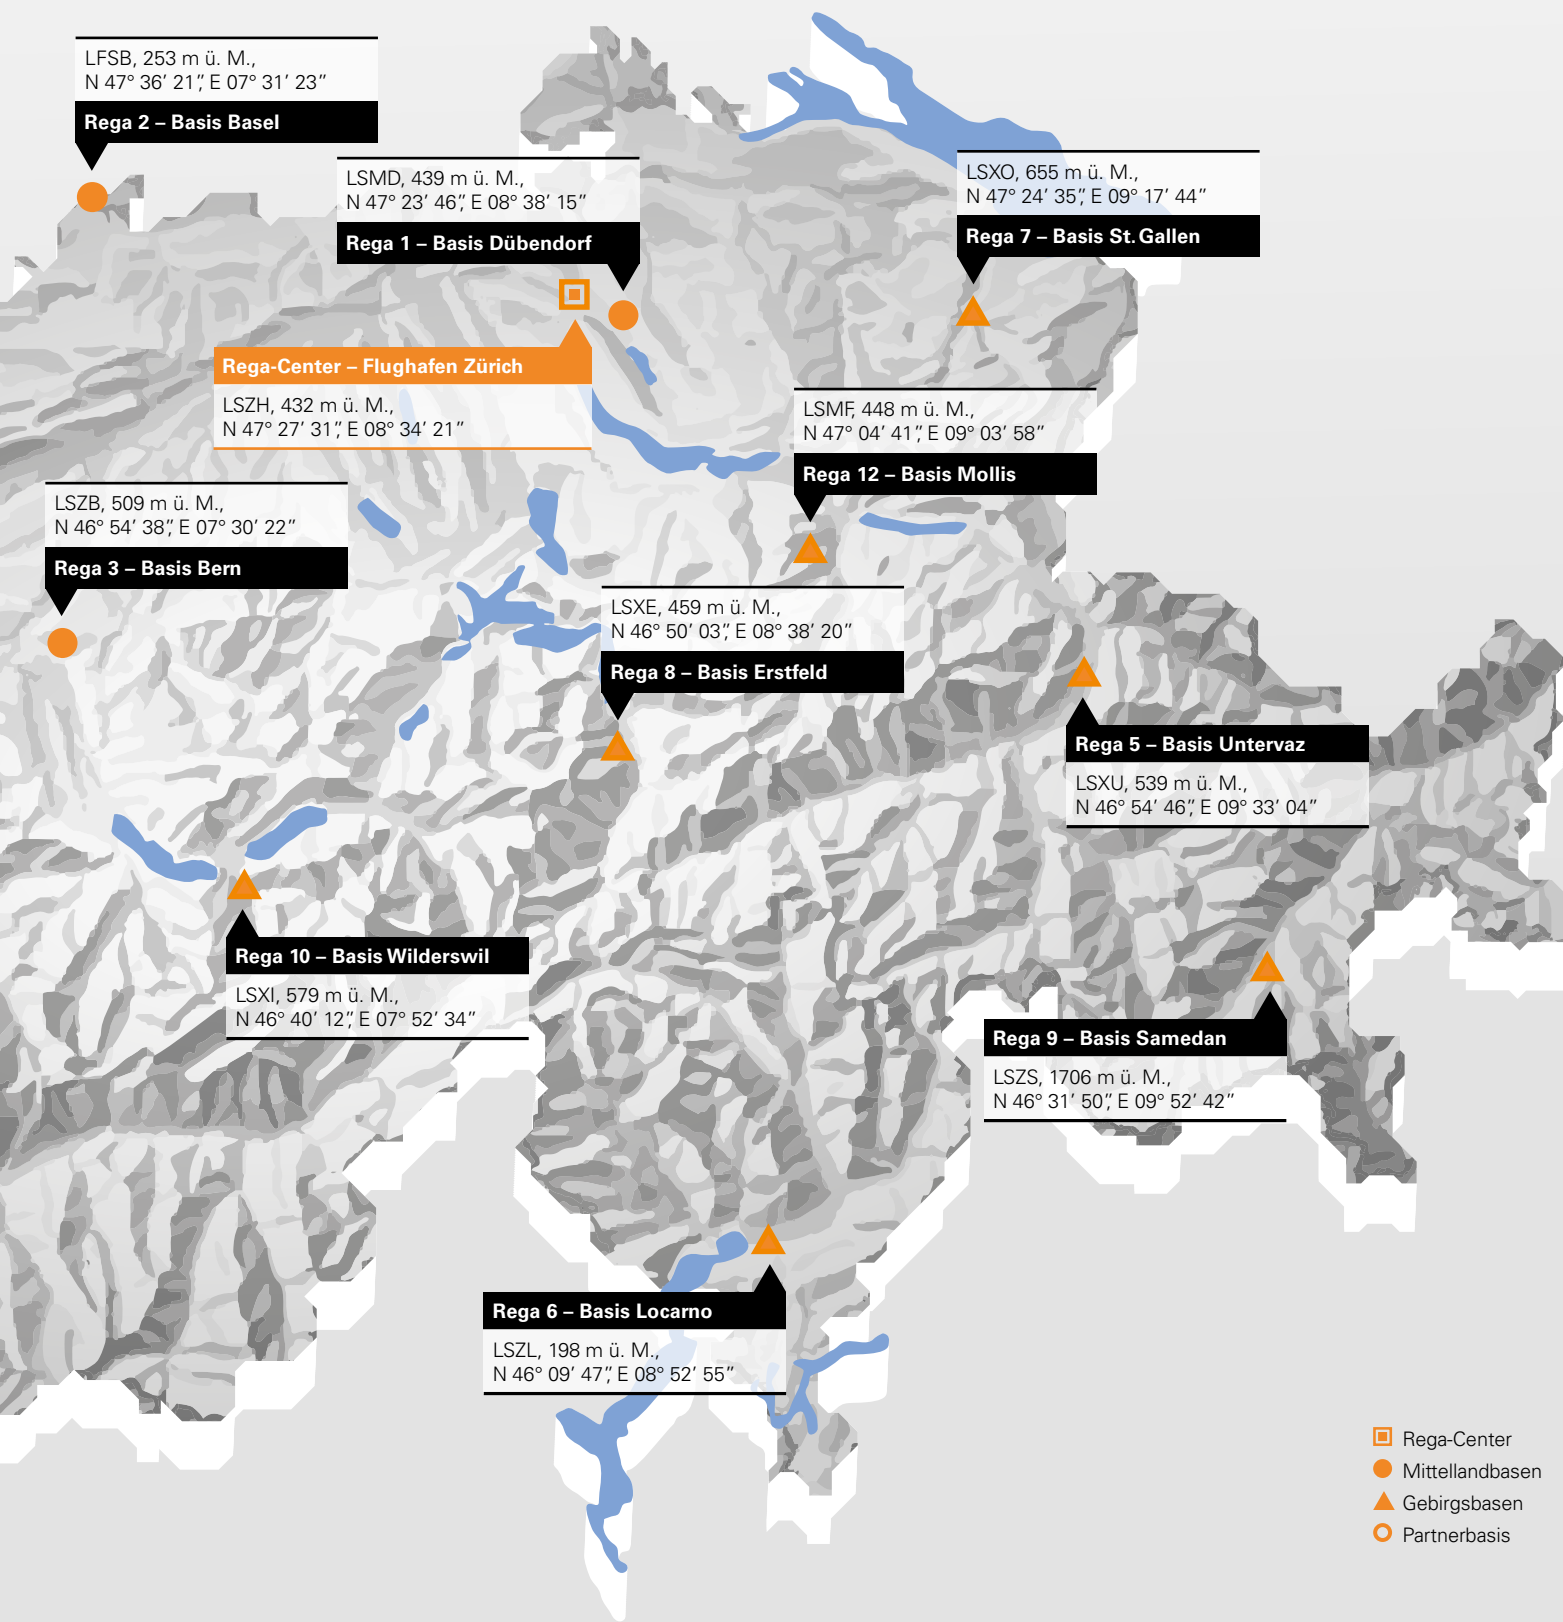 LFSB, 253 m ü. M.,
N 47° 36′ 21″, E 07° 31′ 23″
Rega 2 – Basis Basel
LSMD, 439 m ü. M.,
N 47° 23′ 46″, E 08° 38′ 15″
Rega 1 – Basis Dübendorf
LSXO, 655 m ü. M.,
N 47° 24′ 35″, E 09° 17′ 44″
Rega 7 – Basis St. Gallen
Rega-Center – Flughafen Zürich
LSZH, 432 m ü. M.,
N 47° 27′ 31″, E 08° 34′ 21″
LSMF, 448 m ü. M.,
N 47° 04′ 41″, E 09° 03′ 58″
Rega 12 – Basis Mollis
LSZB, 509 m ü. M.,
N 46° 54′ 38″, E 07° 30′ 22″
Rega 3 – Basis Bern
LSXE, 459 m ü. M.,
N 46° 50′ 03″, E 08° 38′ 20″
Rega 8 – Basis Erstfeld
Rega 5 – Basis Untervaz
LSXU, 539 m ü. M.,
N 46° 54′ 46″, E 09° 33′ 04″
Rega 10 – Basis Wilderswil
LSXI, 579 m ü. M.,
N 46° 40′ 12″, E 07° 52′ 34″
Rega 9 – Basis Samedan
LSZS, 1706 m ü. M.,
N 46° 31′ 50″, E 09° 52′ 42″
Rega 6 – Basis Locarno
LSZL, 198 m ü. M.,
N 46° 09′ 47″, E 08° 52′ 55″
Rega-Center
Mittellandbasen
Gebirgsbasen
Partnerbasis